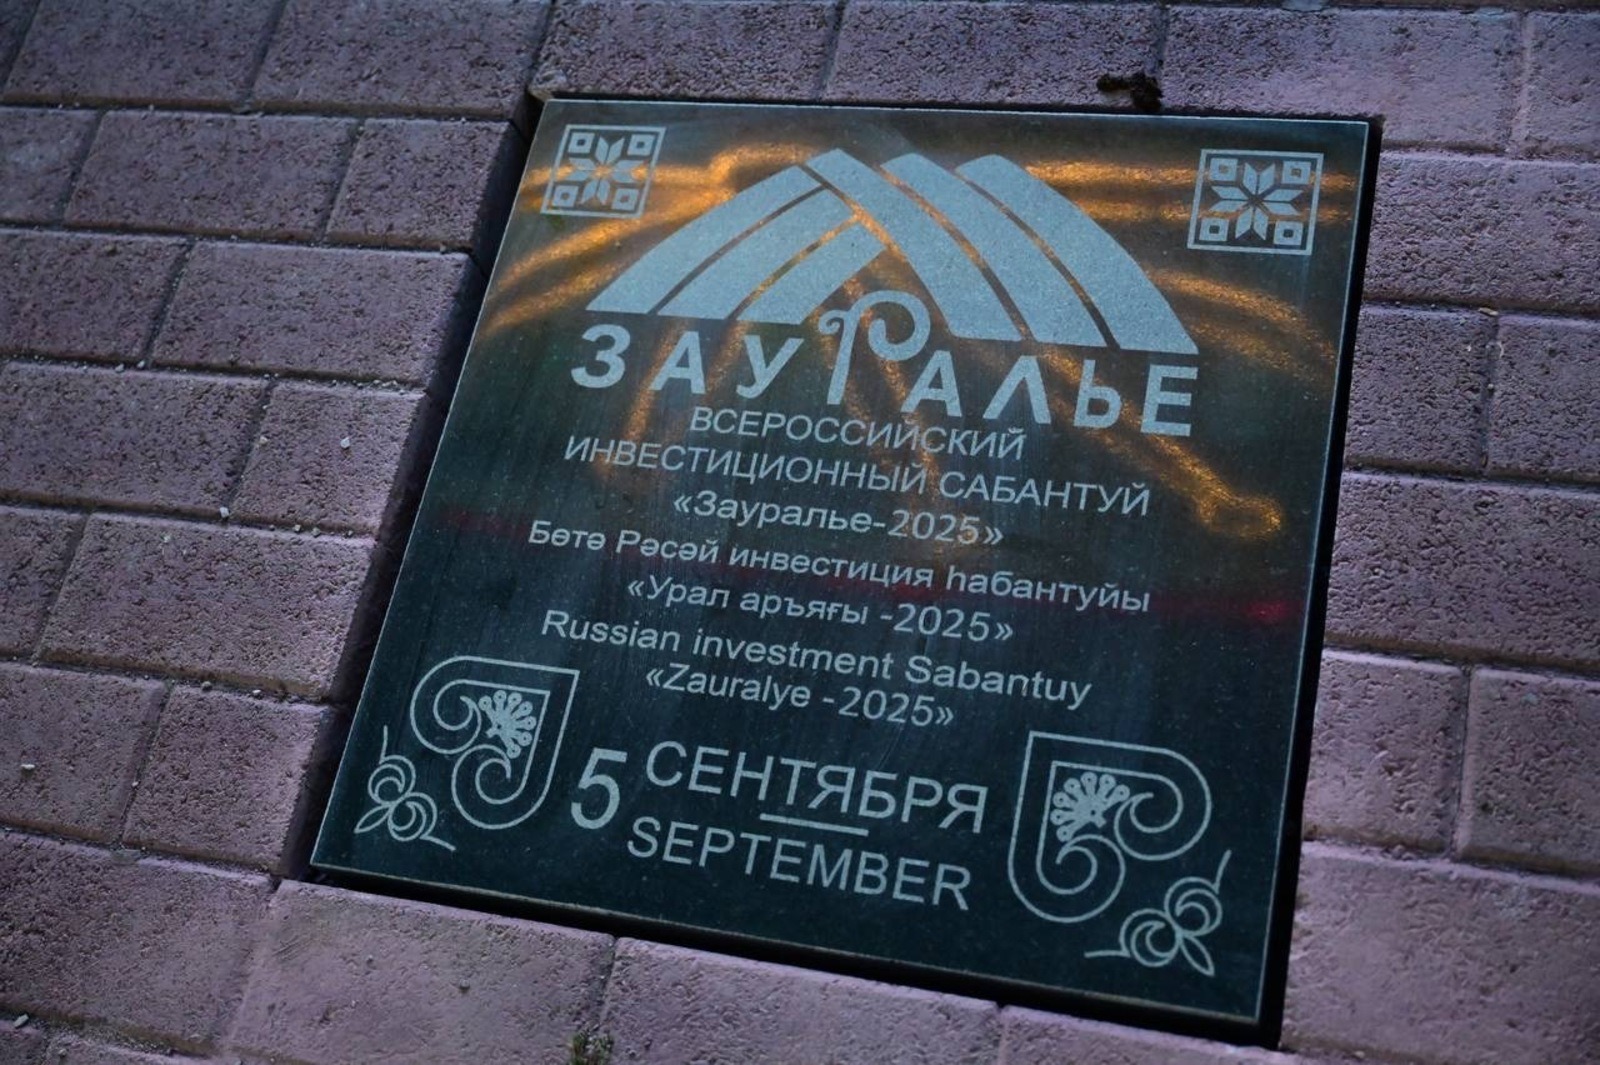 ЗАУРАЛЬЕ
ВСЕРОССИЙСКИЙ
ИНВЕСТИЦИОННЫЙ САБАНТУЙ
«Зауралье-2025»
Бөтә Рәсәй инвестиция һабантуйы
«Урал аръяғы -2025»
Russian investment Sabantuy
«Zauralye -2025»
5 СЕНТЯБРЯ
SEPTEMBER